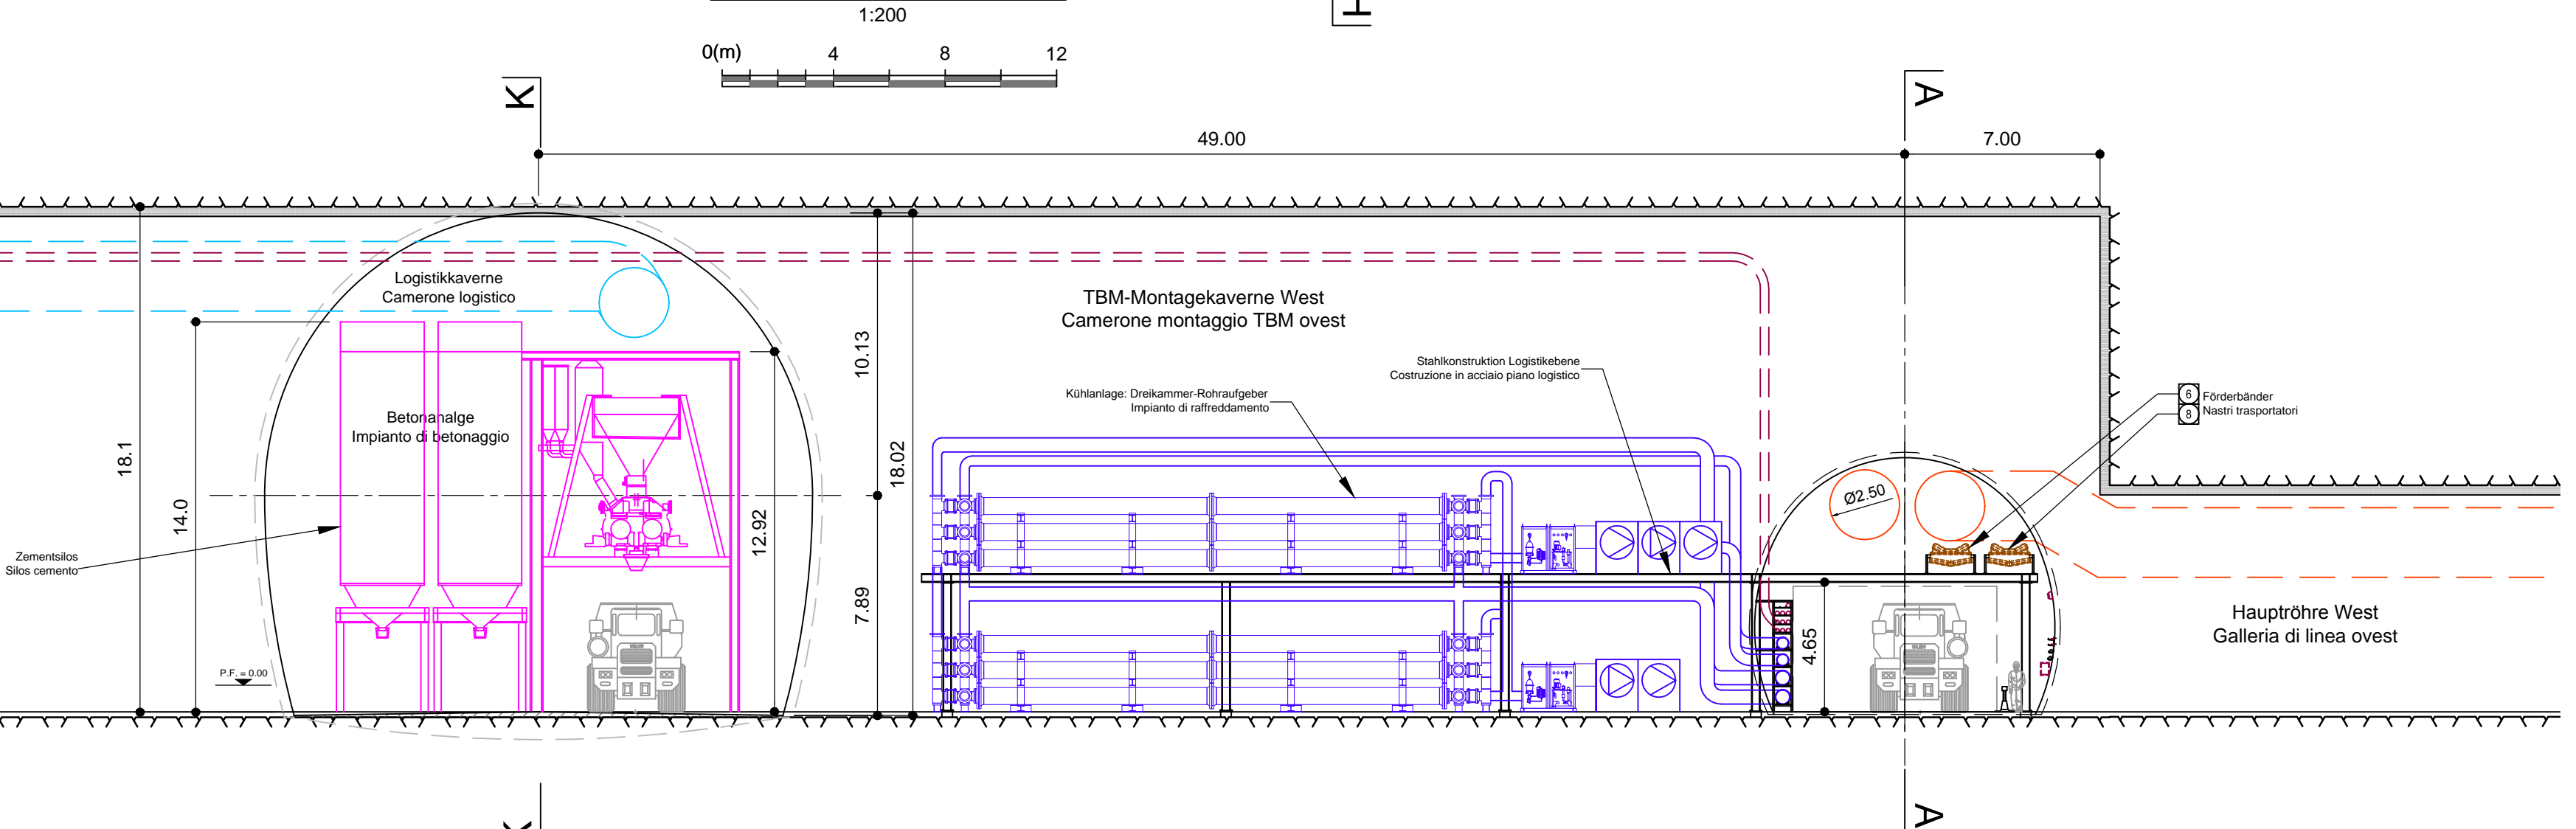 1:200
H
0(m) 4 8 12
K
A
49.00
7.00
Logistikkaverne
Camerone logistico
TBM-Montagekaverne West
Camerone montaggio TBM ovest
10.13
Stahlkonstruktion Logistikebene
Costruzione in acciaio piano logistico
Kühlanlage: Dreikammer-Rohraufgeber
Impianto di raffreddamento
6 Förderbänder
8 Nastri trasportatori
Betonanalge
Impianto di betonaggio
18.1
18.02
14.0
12.92
Ø2.50
Zementsilos
Silos cemento
7.89
4.65
Hauptröhre West
Galleria di linea ovest
P.F. = 0.00
K
A